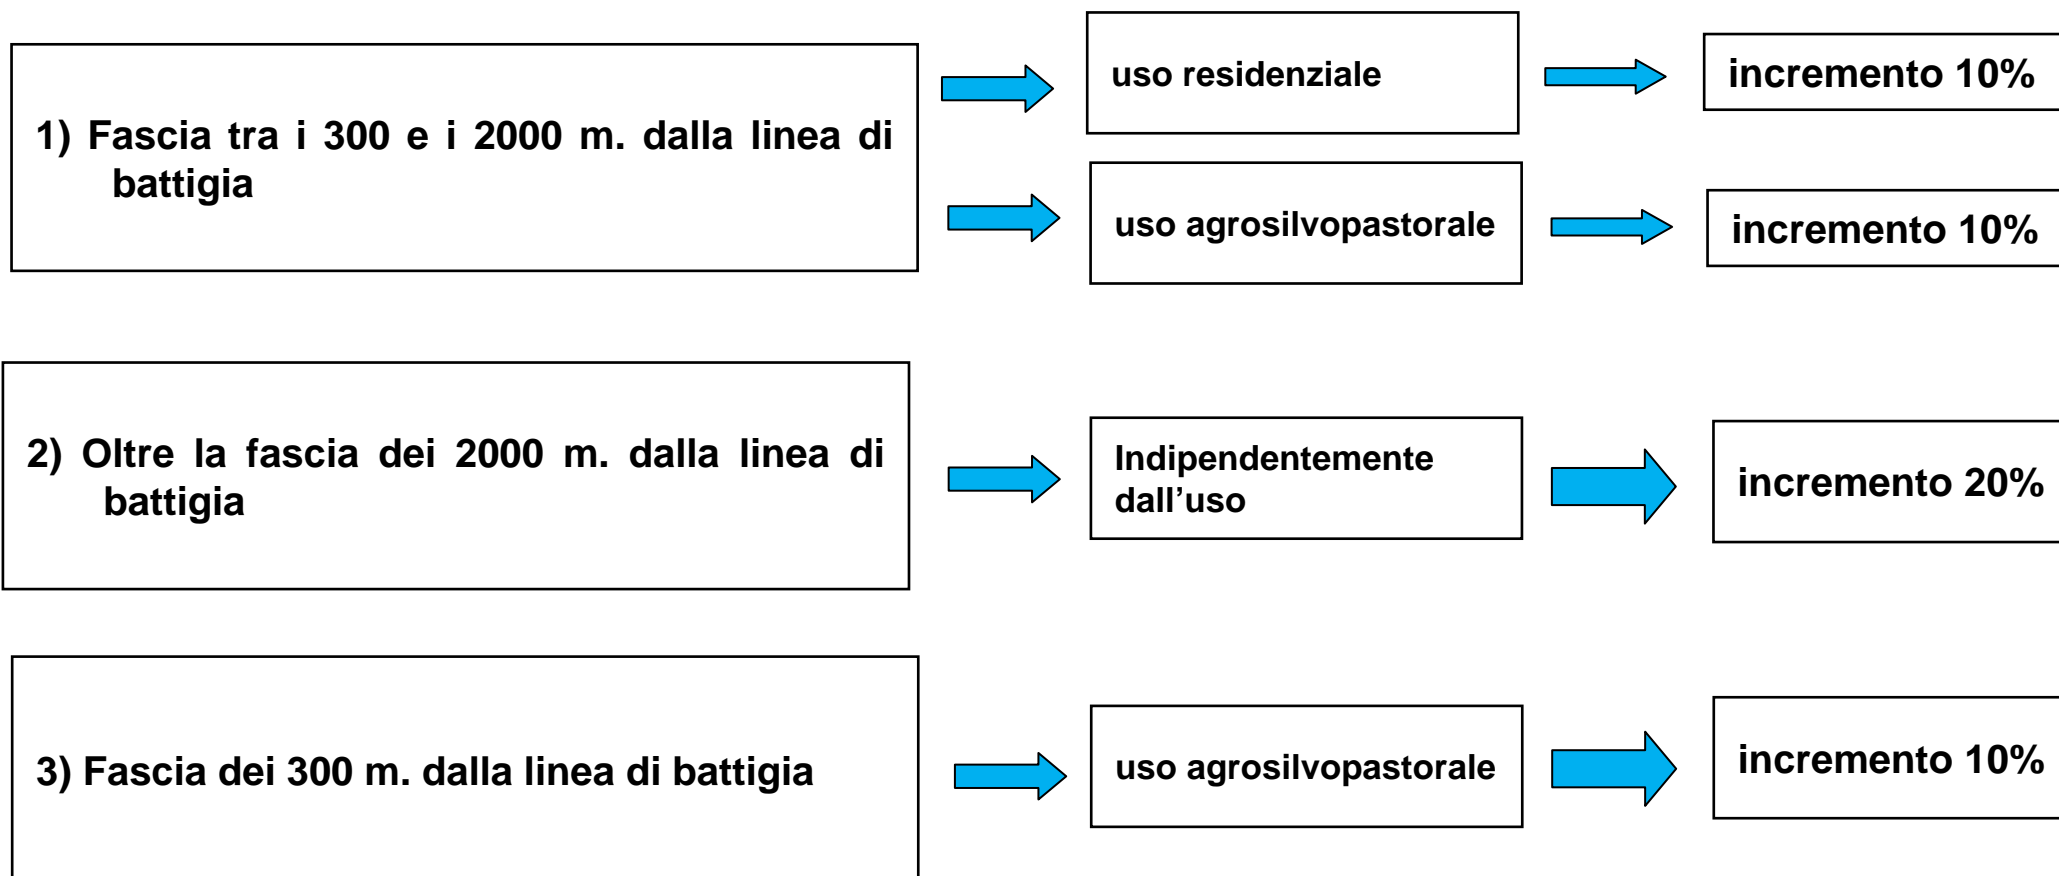 1) Fascia tra i 300 e i 2000 m. dalla linea di
battigia
uso residenziale
incremento 10%
uso agrosilvopastorale
incremento 10%
2) Oltre la fascia dei 2000 m. dalla linea di
battigia
Indipendentemente
dall’uso
incremento 20%
3) Fascia dei 300 m. dalla linea di battigia
uso agrosilvopastorale
incremento 10%